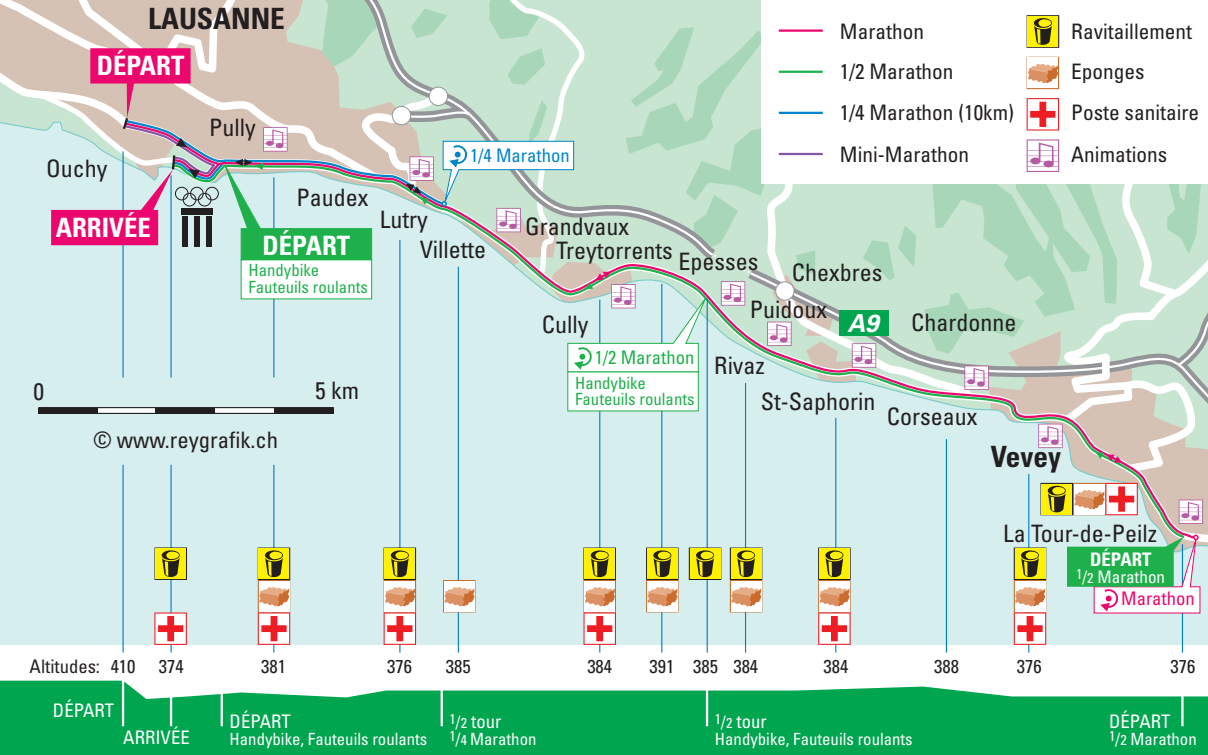 LAUSANNE
DÉPART
Pully
Ouchy
ARRIVÉE
Paudex
Lutry
1/4 Marathon
Villette
DÉPART
Handybike
Fauteuils roulants
Grandvaux
Treytorrents
Epesses
Cully
Chexbres
Puidoux
A9
Chardonne
1/2 Marathon
Handybike
Fauteuils roulants
Rivaz
St-Saphorin
Corseaux
Vevey
La Tour-de-Peilz
DÉPART
1/2 Marathon
Marathon
Marathon
1/2 Marathon
1/4 Marathon (10km)
Mini-Marathon
Ravitaillement
Eponges
Poste sanitaire
Animations
0 5 km
© www.reygrafik.ch
Altitudes: 410 374 381 376 385 384 391 385 384 384 388 376 376
DÉPART
ARRIVÉE
DÉPART
Handybike, Fauteuils roulants
1/2 tour
1/4 Marathon
1/2 tour
Handybike, Fauteuils roulants
DÉPART
1/2 Marathon